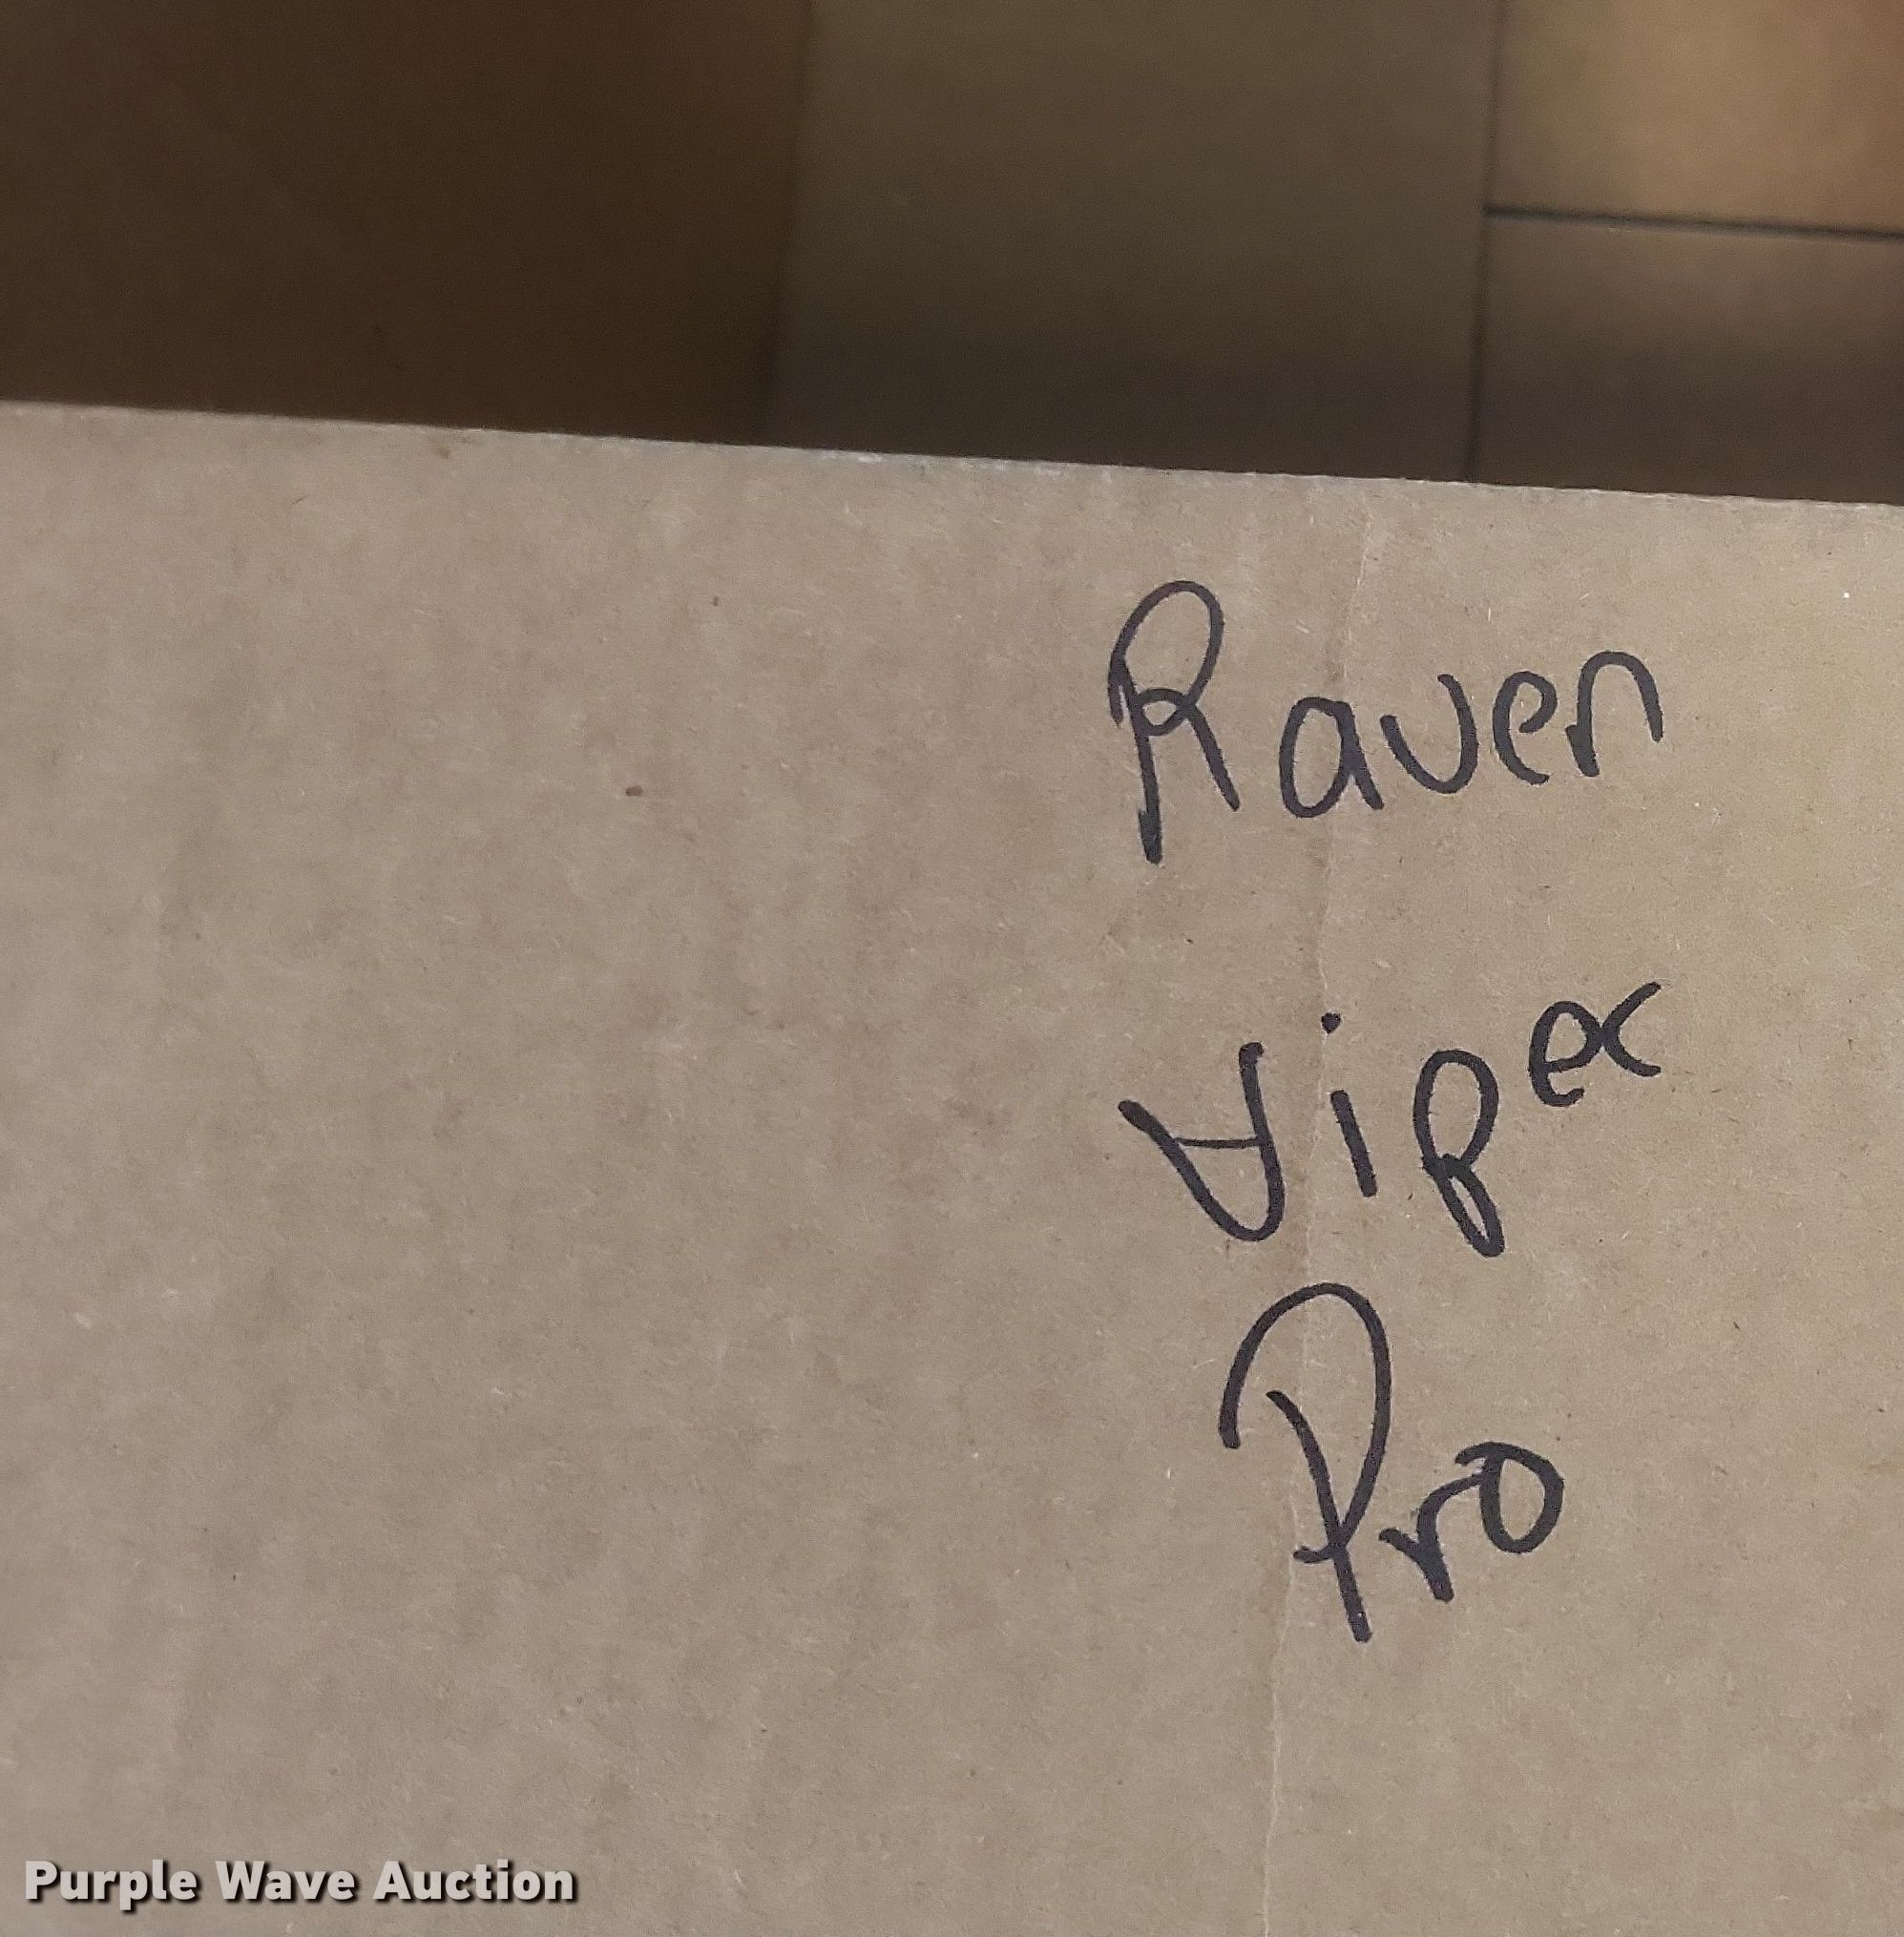 Raven
Viper
Pro
Purple Wave Auction